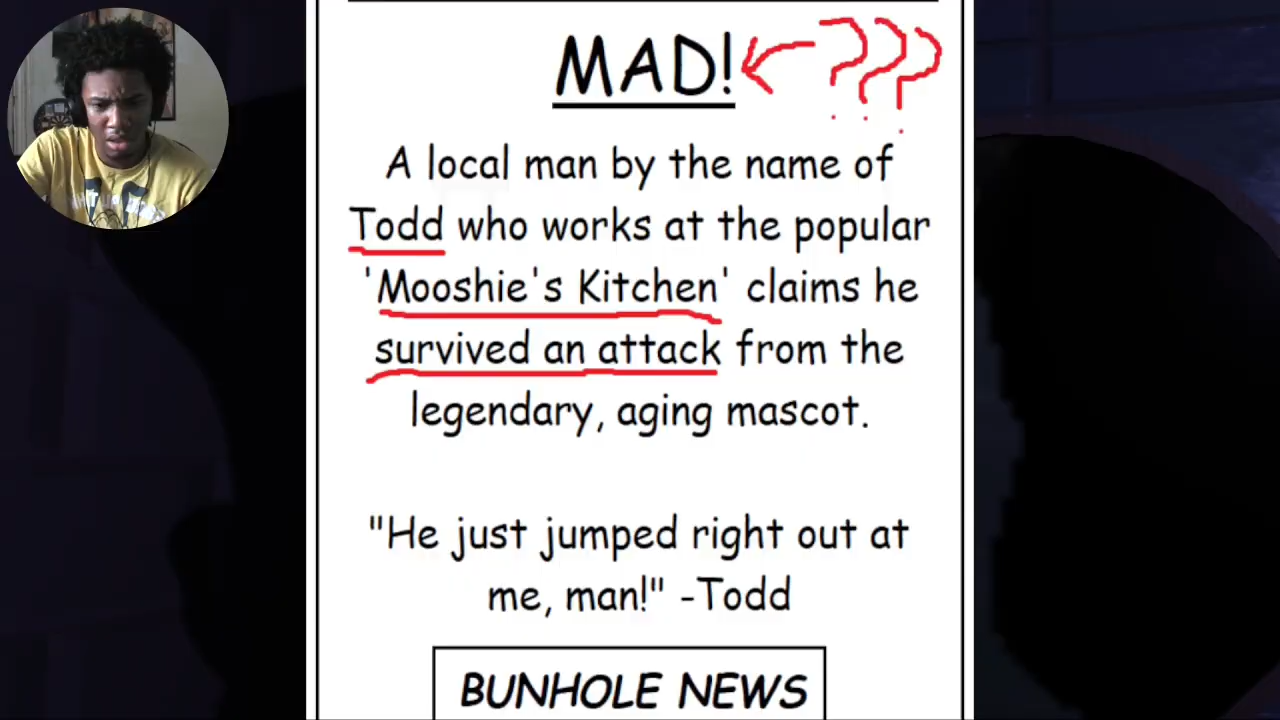 MAD! ???
A local man by the name of
Todd who works at the popular
'Mooshie's Kitchen' claims he
survived an attack from the
legendary, aging mascot.
"He just jumped right out at
me, man!" -Todd
BUNHOLE NEWS